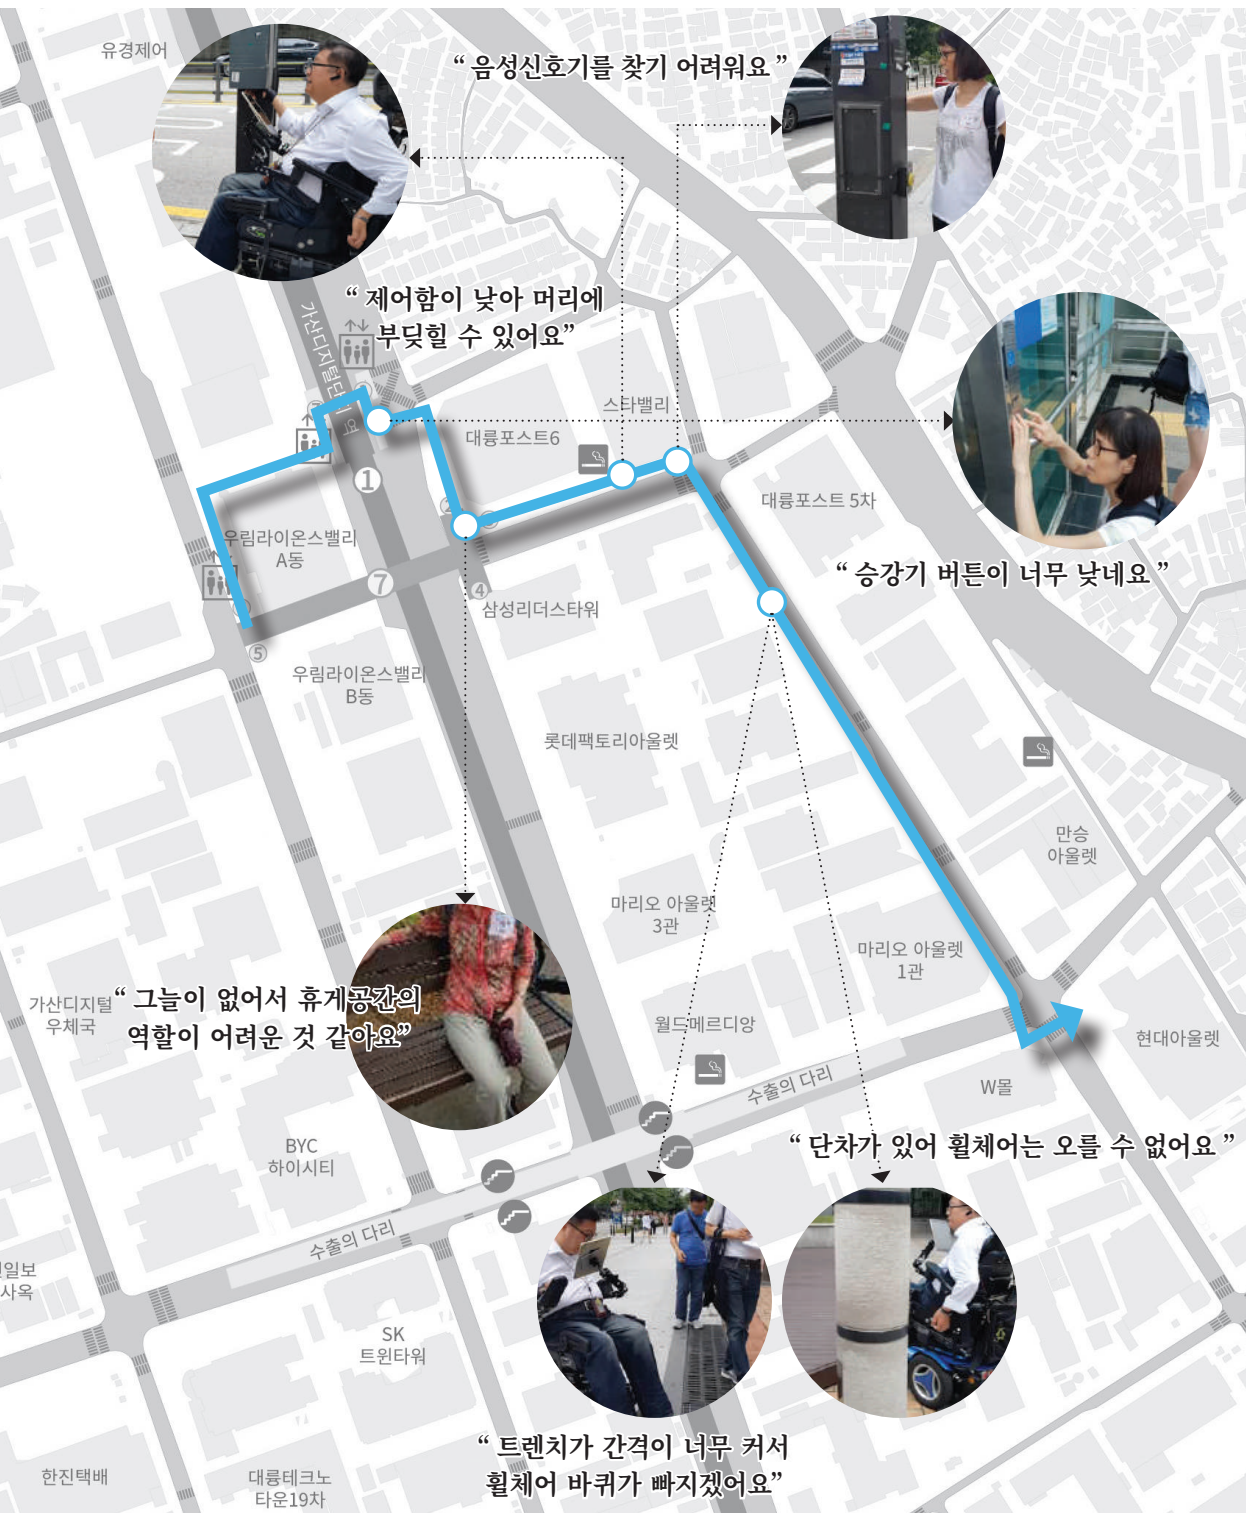 유경제어
“ 음성신호기를 찾기 어려워요 ”
“ 제어함이 낮아 머리에
부딪힐 수 있어요”
스타밸리
대륭포스트6
1
대륭포스트 5차
우림라이온스밸리
A동
“ 승강기 버튼이 너무 낮네요 ”
7
4
삼성리더스타워
5
우림라이온스밸리
B동
롯데팩토리아울렛
만승
아울렛
마리오 아울렛
3관
마리오 아울렛
1관
가산디지털
우체국
“ 그늘이 없어서 휴게공간의
역할이 어려운 것 같아요”
월드메르디앙
현대아울렛
W몰
수출의 다리
BYC
하이시티
“ 단차가 있어 휠체어는 오를 수 없어요 ”
수출의 다리
일보
사옥
SK
트윈타워
“ 트렌치가 간격이 너무 커서
휠체어 바퀴가 빠지겠어요”
한진택배
대륭테크노
타운19차